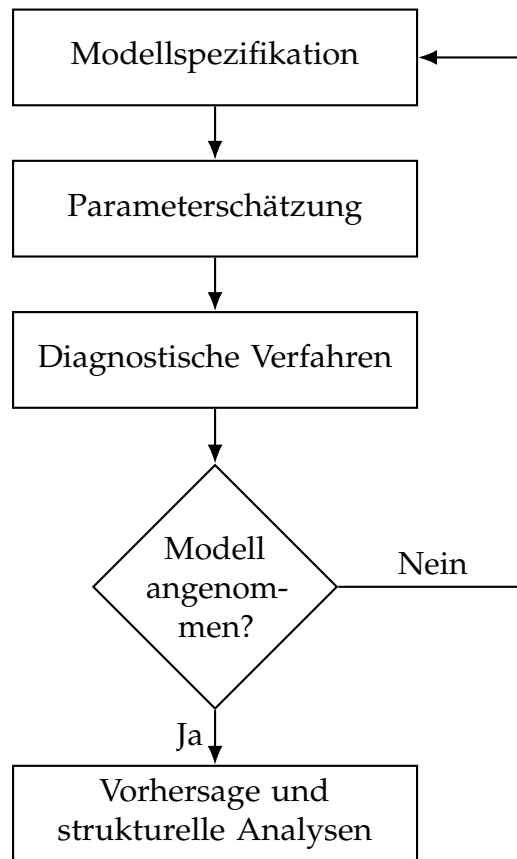 Modellspezifikation
Parameterschätzung
Diagnostische Verfahren
Modell
angenom-
men?
Nein
Ja
Vorhersage und
strukturelle Analysen